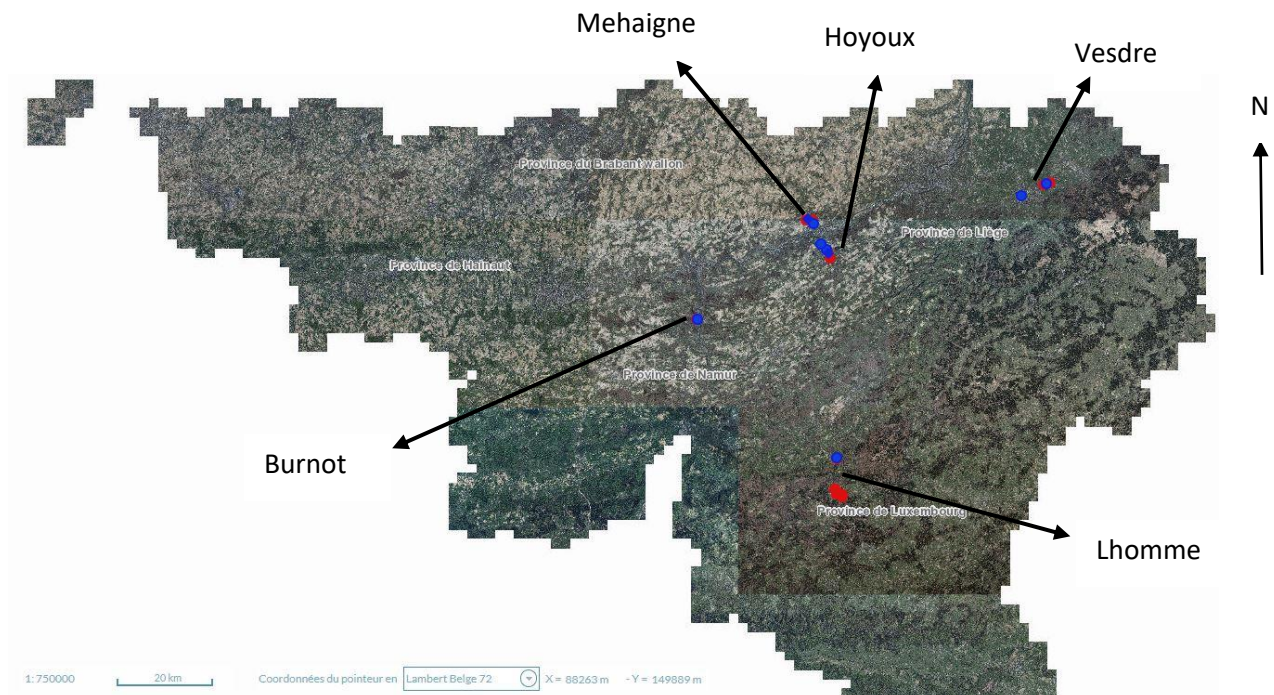 Mehaigne
Hoyoux
Vesdre
N
Province du Brabant wallon
Province de Liège
Province de Hainaut
Province de Namur
Burnot
Province de Luxembourg
Lhomme
1:750000
20 km
Coordonnées du pointeur en Lambert Belge 72 X = 88263 m - Y = 149889 m